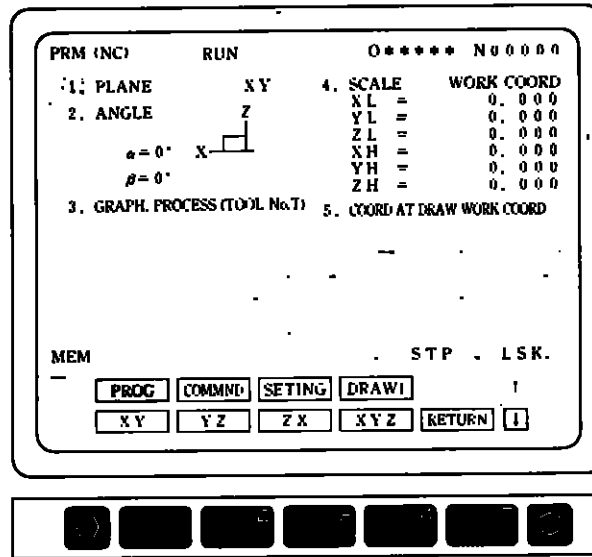 PRM (NC) RUN O***** N00000
1. PLANE XY
2. ANGLE
Z
X
α = 0°
β = 0°
3. GRAPH. PROCESS (TOOL No.T)
4. SCALE WORK COORD
XL = 0. 000
YL = 0. 000
ZL = 0. 000
XH = 0. 000
YH = 0. 000
ZH = 0. 000
5. COORD AT DRAW WORK COORD
MEM STP . LSK.
PROG COMMND SETING DRAW1 ↑
XY YZ ZX XYZ RETURN ↓